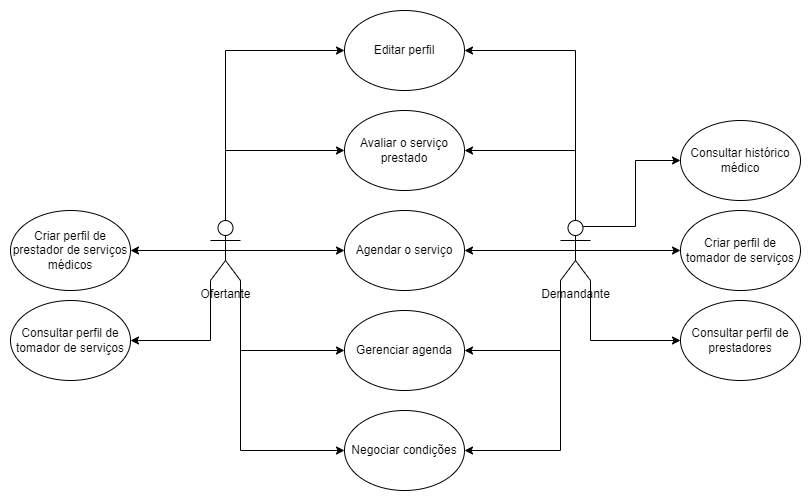 Editar perfil
Avaliar o serviço
prestado
Consultar histórico
médico
Criar perfil de
prestador de serviços
médicos
Agendar o serviço
Criar perfil de
tomador de serviços
Ofertante
Demandante
Consultar perfil de
tomador de serviços
Gerenciar agenda
Consultar perfil de
prestadores
Negociar condições